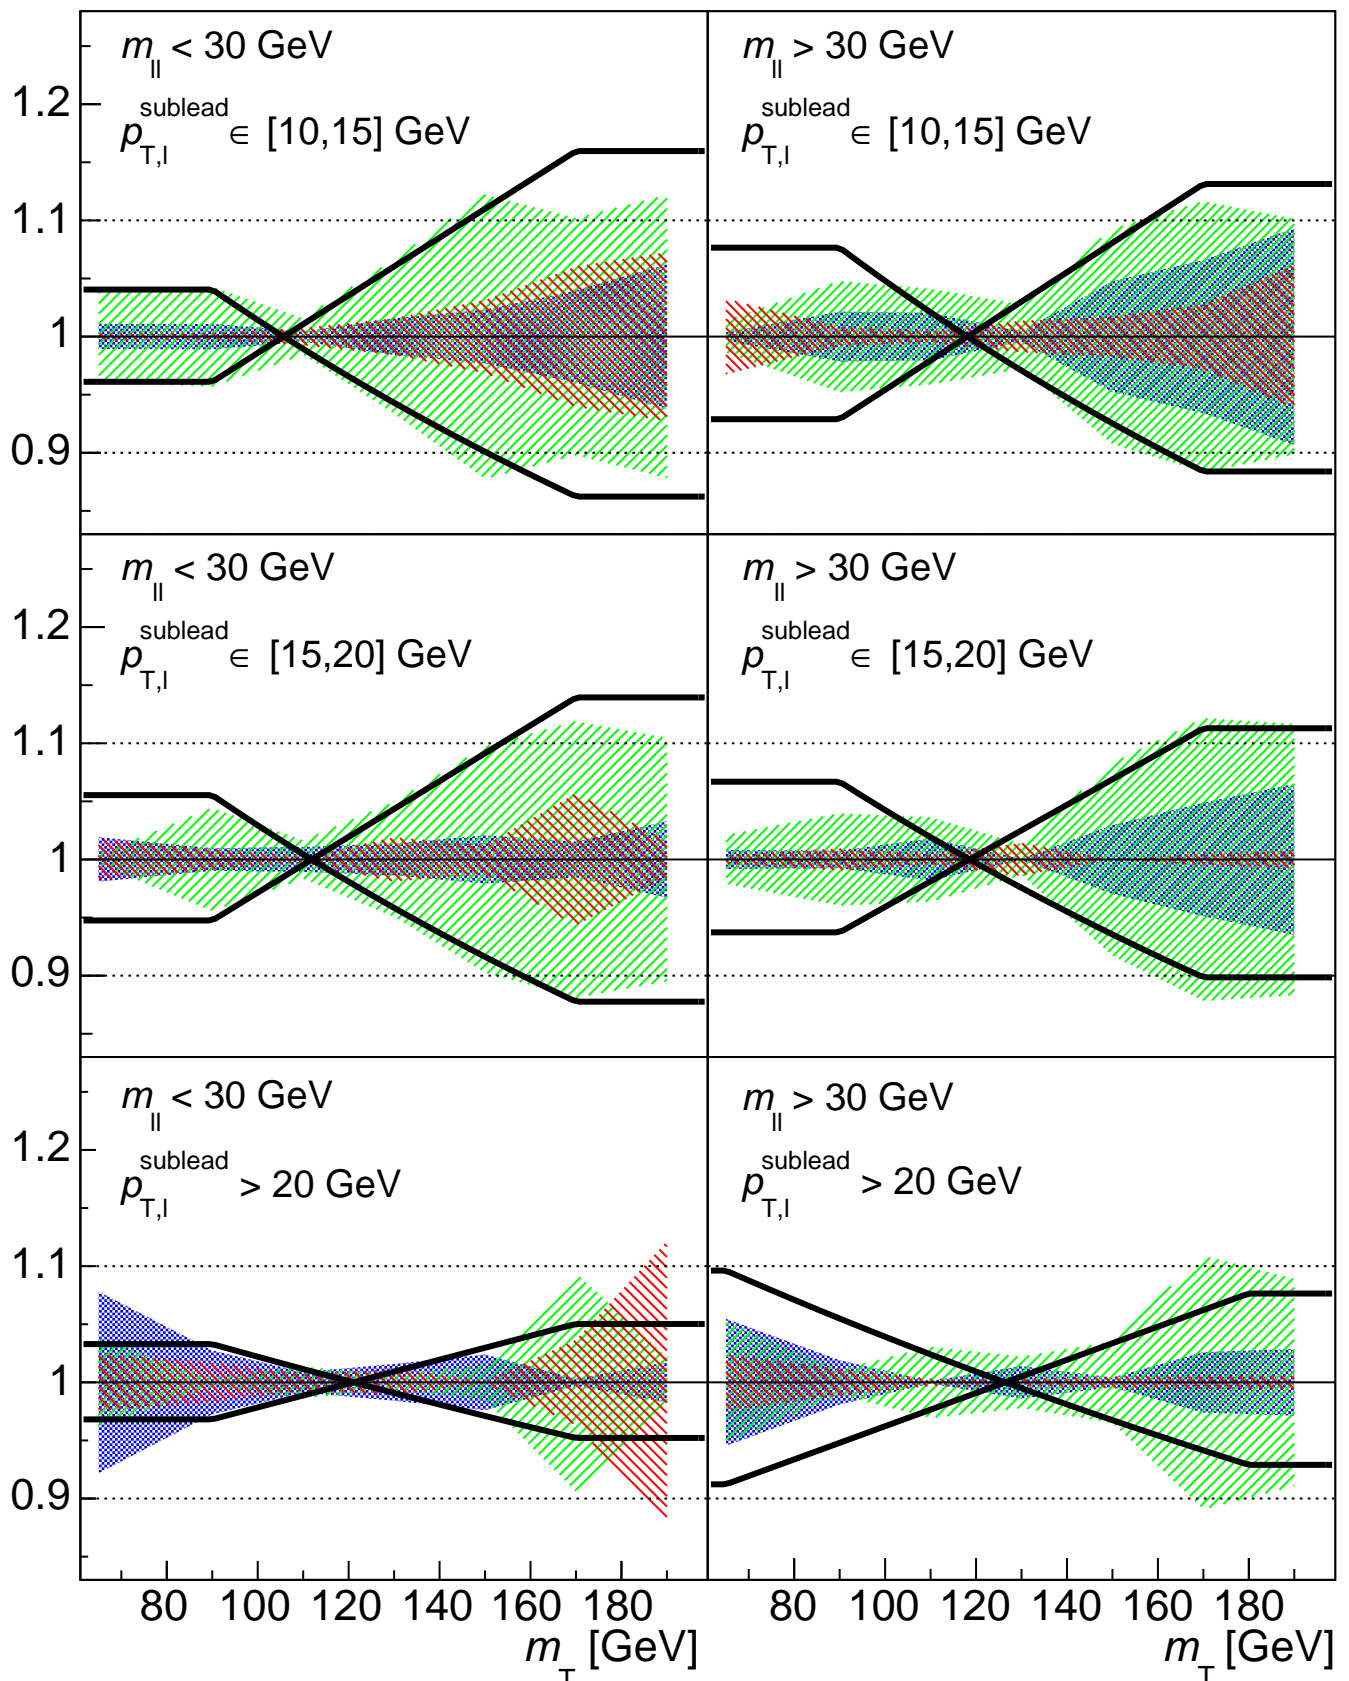 m_ll < 30 GeV
p_T,l^sublead ∈ [10,15] GeV
m_ll > 30 GeV
p_T,l^sublead ∈ [10,15] GeV
1.2
1.1
1
0.9
m_ll < 30 GeV
p_T,l^sublead ∈ [15,20] GeV
m_ll > 30 GeV
p_T,l^sublead ∈ [15,20] GeV
1.2
1.1
1
0.9
m_ll < 30 GeV
p_T,l^sublead > 20 GeV
m_ll > 30 GeV
p_T,l^sublead > 20 GeV
1.2
1.1
1
0.9
80 100 120 140 160 180
80 100 120 140 160 180
m_T [GeV]
m_T [GeV]